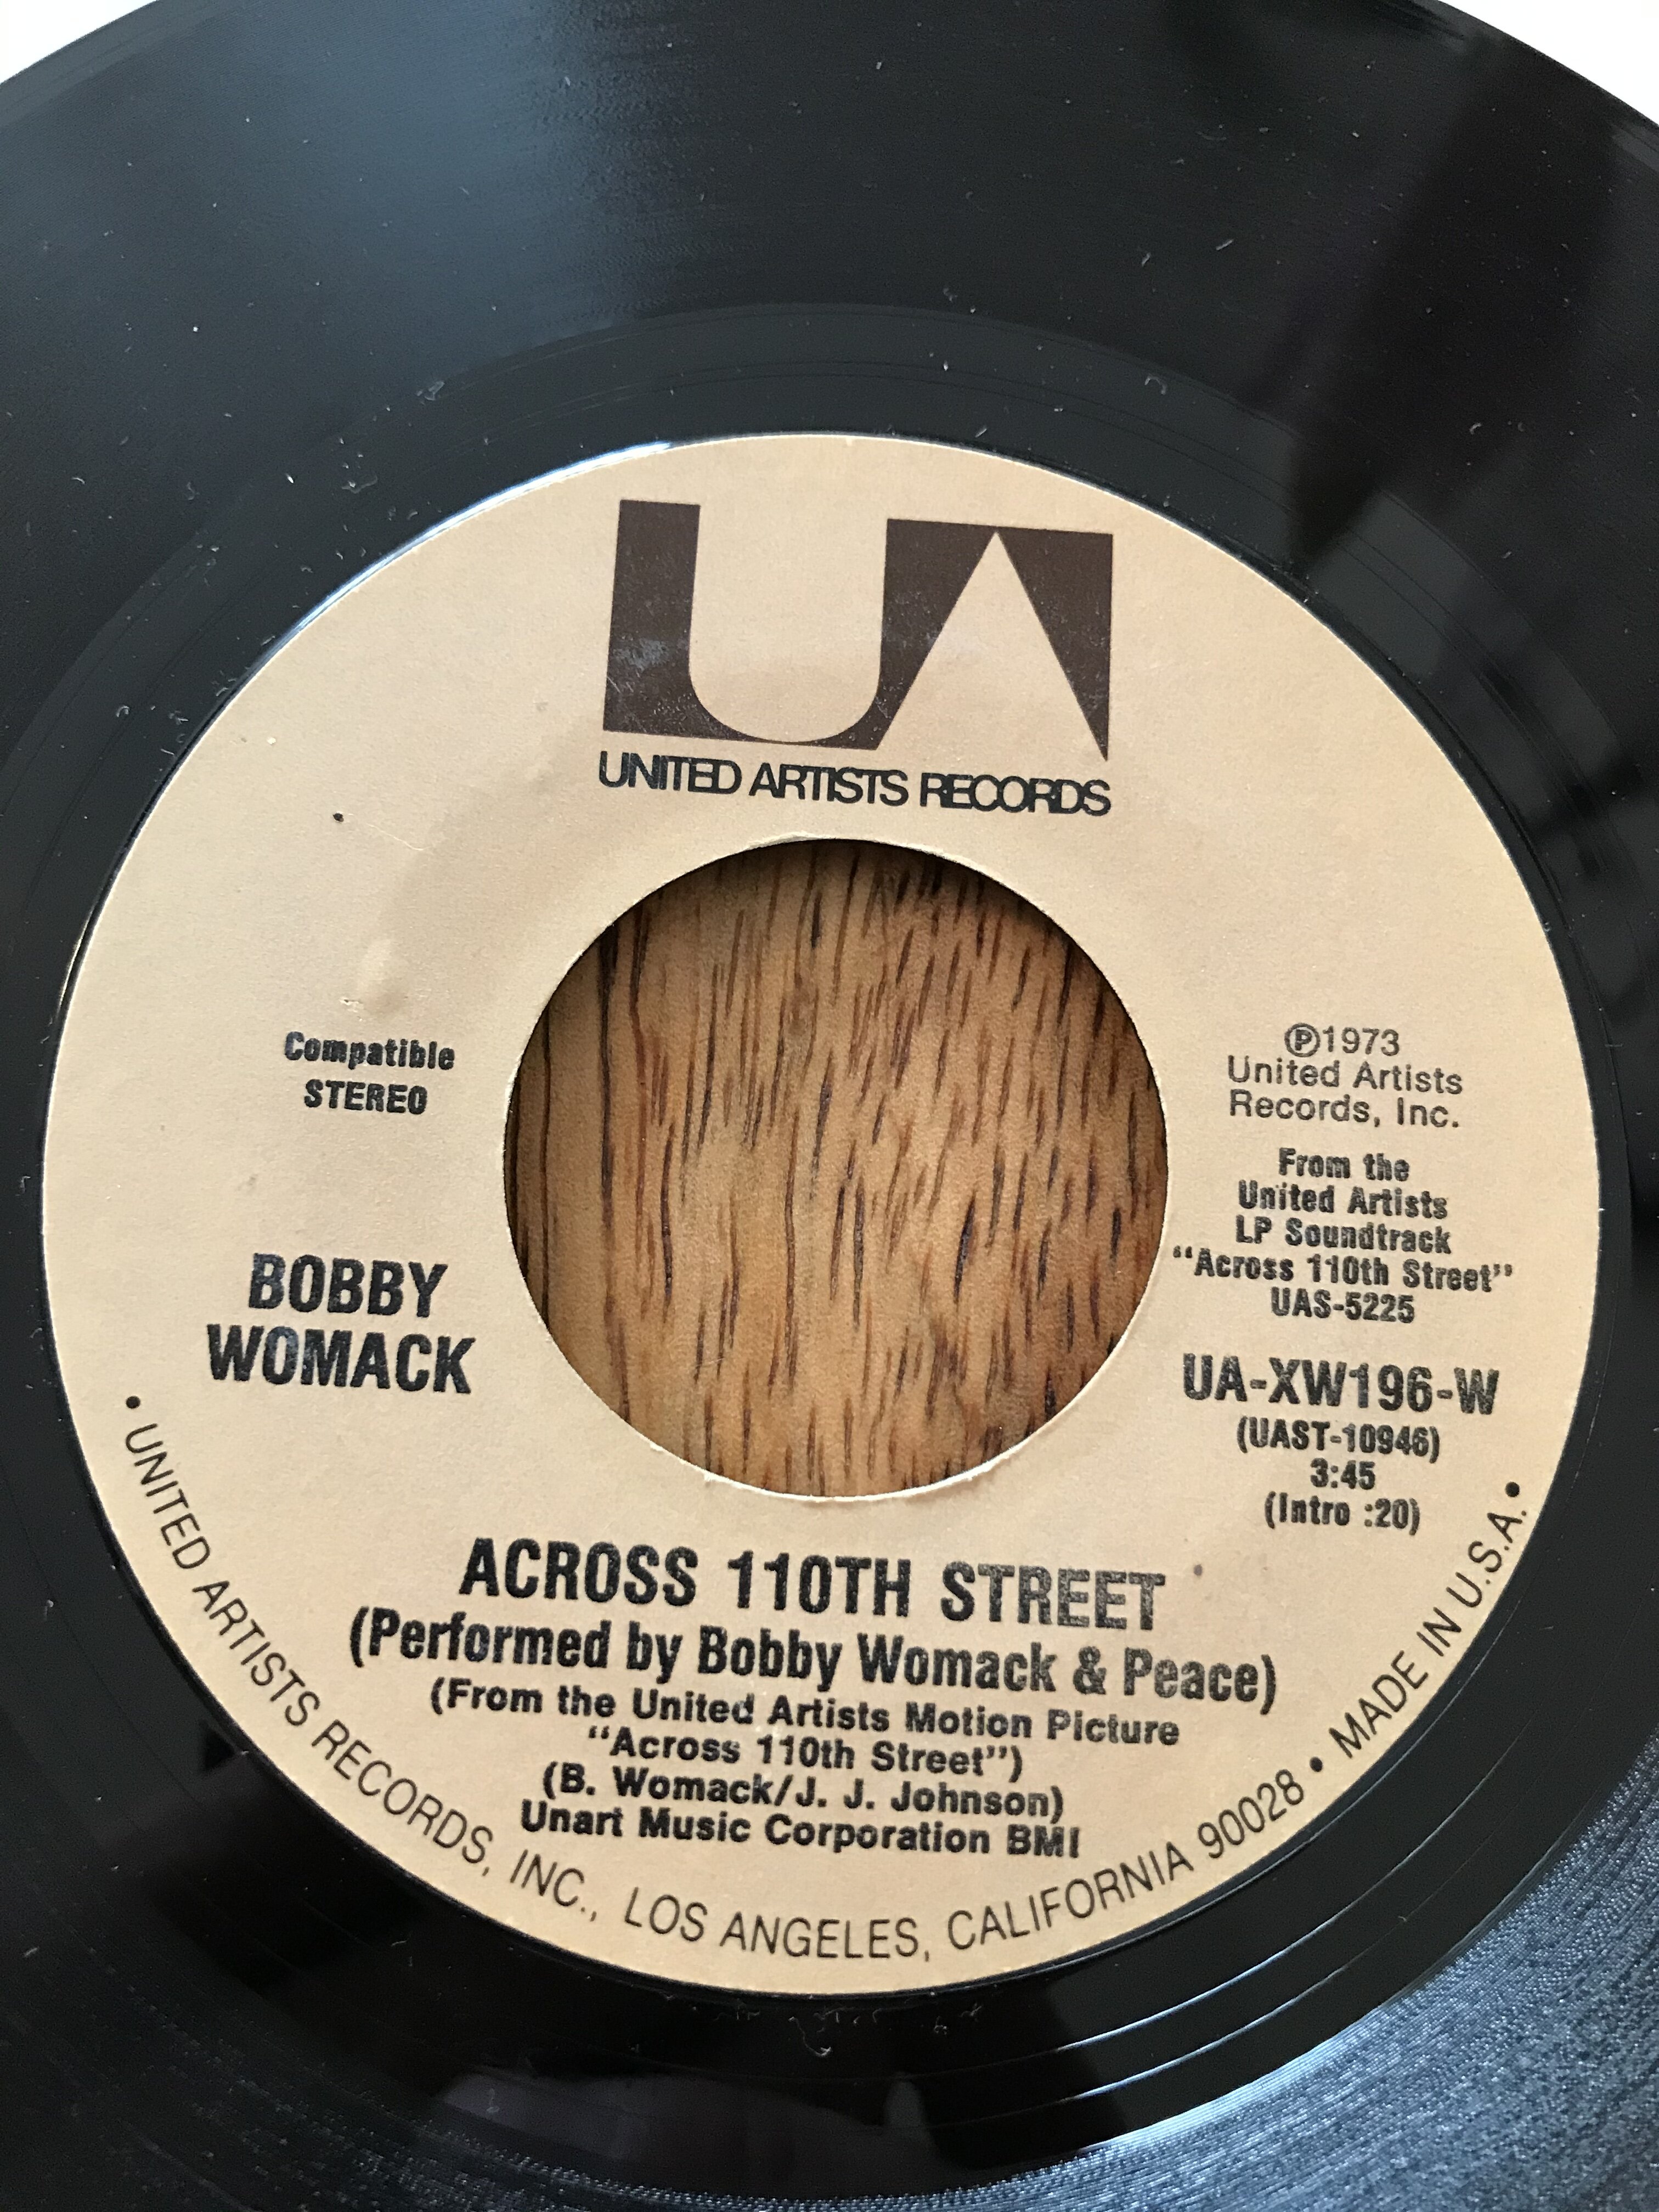 UA
UNITED ARTISTS RECORDS
Compatible
STEREO
BOBBY
WOMACK
℗1973
United Artists
Records, Inc.
From the
United Artists
LP Soundtrack
"Across 110th Street"
UAS-5225
UA-XW196-W
(UAST-10946)
3:45
(Intro :20)
ACROSS 110TH STREET
(Performed by Bobby Womack & Peace)
(From the United Artists Motion Picture
"Across 110th Street")
(B. Womack/J. J. Johnson)
Unart Music Corporation BMI
• UNITED ARTISTS RECORDS, INC., LOS ANGELES, CALIFORNIA 90028 • MADE IN U.S.A. •